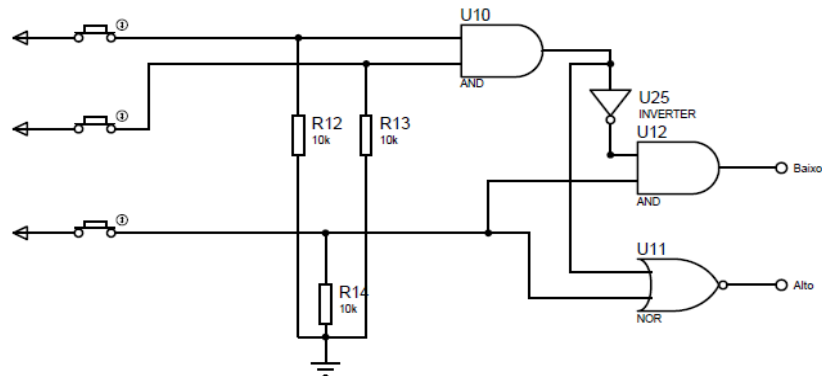 U10
AND
R12
10k
R13
10k
U25
INVERTER
U12
AND
Baixo
R14
10k
U11
NOR
Alto